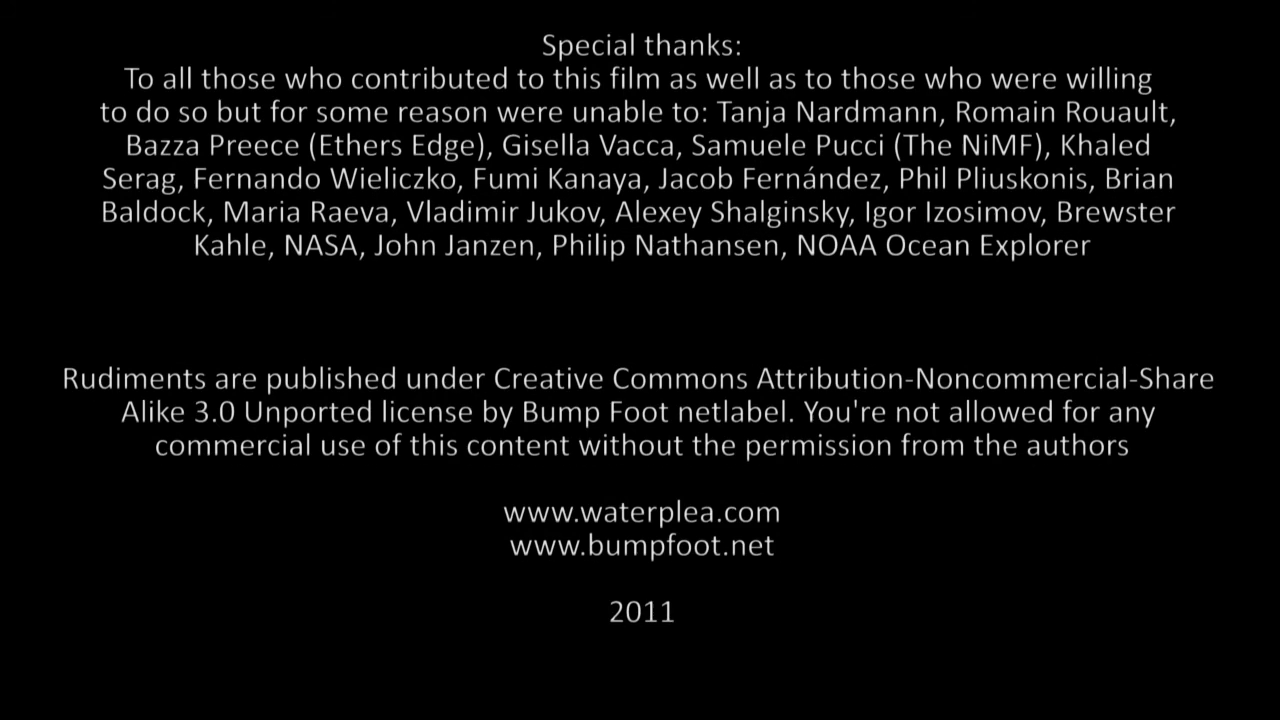 Special thanks:
To all those who contributed to this film as well as to those who were willing
to do so but for some reason were unable to: Tanja Nardmann, Romain Rouault,
Bazza Preece (Ethers Edge), Gisella Vacca, Samuele Pucci (The NiMF), Khaled
Serag, Fernando Wieliczko, Fumi Kanaya, Jacob Fernández, Phil Pliuskonis, Brian
Baldock, Maria Raeva, Vladimir Jukov, Alexey Shalginsky, Igor Izosimov, Brewster
Kahle, NASA, John Janzen, Philip Nathansen, NOAA Ocean Explorer
Rudiments are published under Creative Commons Attribution-Noncommercial-Share
Alike 3.0 Unported license by Bump Foot netlabel. You're not allowed for any
commercial use of this content without the permission from the authors
www.waterplea.com
www.bumpfoot.net
2011